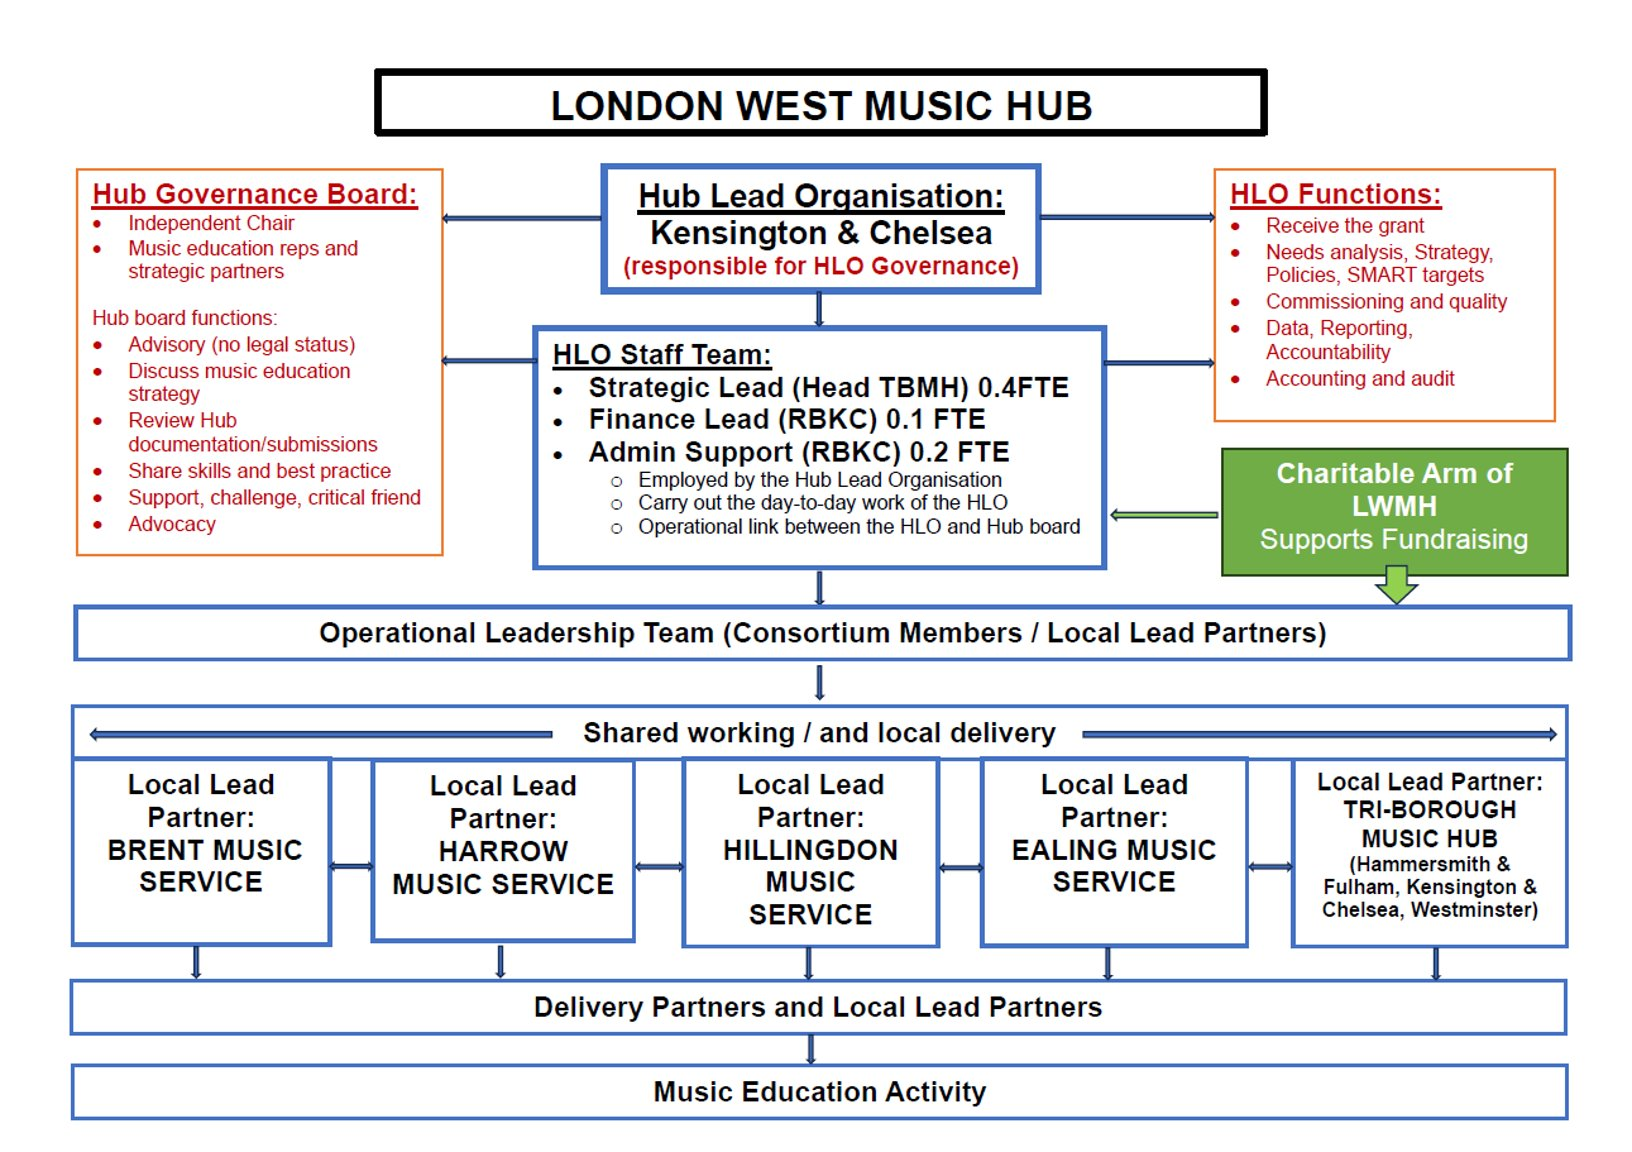 LONDON WEST MUSIC HUB
Hub Governance Board:
• Independent Chair
• Music education reps and
strategic partners
Hub board functions:
• Advisory (no legal status)
• Discuss music education
strategy
• Review Hub
documentation/submissions
• Share skills and best practice
• Support, challenge, critical friend
• Advocacy
Hub Lead Organisation:
Kensington & Chelsea
(responsible for HLO Governance)
HLO Functions:
• Receive the grant
• Needs analysis, Strategy,
Policies, SMART targets
• Commissioning and quality
• Data, Reporting,
Accountability
• Accounting and audit
HLO Staff Team:
• Strategic Lead (Head TBMH) 0.4FTE
• Finance Lead (RBKC) 0.1 FTE
• Admin Support (RBKC) 0.2 FTE
o Employed by the Hub Lead Organisation
o Carry out the day-to-day work of the HLO
o Operational link between the HLO and Hub board
Charitable Arm of
LWMH
Supports Fundraising
Operational Leadership Team (Consortium Members / Local Lead Partners)
Shared working / and local delivery
Local Lead
Partner:
BRENT MUSIC
SERVICE
Local Lead
Partner:
HARROW
MUSIC SERVICE
Local Lead
Partner:
HILLINGDON
MUSIC
SERVICE
Local Lead
Partner:
EALING MUSIC
SERVICE
Local Lead Partner:
TRI-BOROUGH
MUSIC HUB
(Hammersmith &
Fulham, Kensington &
Chelsea, Westminster)
Delivery Partners and Local Lead Partners
Music Education Activity